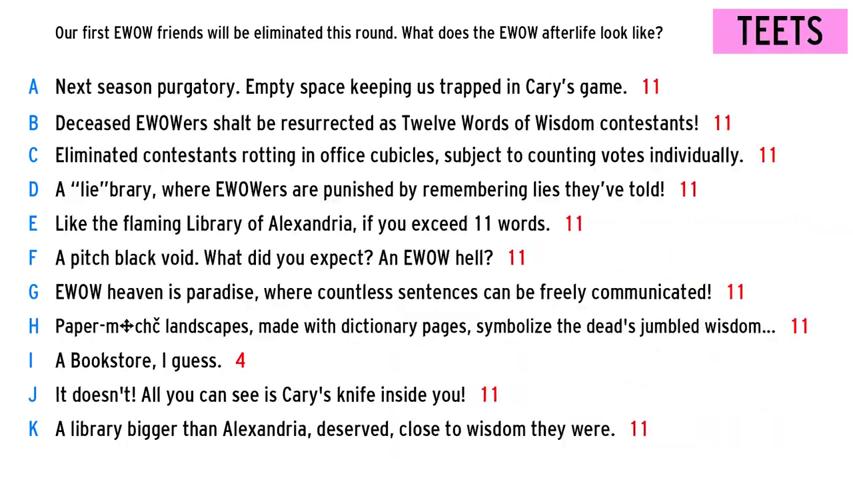 Our first EWOW friends will be eliminated this round. What does the EWOW afterlife look like?
TEETS
A Next season purgatory. Empty space keeping us trapped in Cary's game. 11
B Deceased EWOWers shalt be resurrected as Twelve Words of Wisdom contestants! 11
C Eliminated contestants rotting in office cubicles, subject to counting votes individually. 11
D A “lie”brary, where EWOWers are punished by remembering lies they’ve told! 11
E Like the flaming Library of Alexandria, if you exceed 11 words. 11
F A pitch black void. What did you expect? An EWOW hell? 11
G EWOW heaven is paradise, where countless sentences can be freely communicated! 11
H Paper-m✢chč landscapes, made with dictionary pages, symbolize the dead's jumbled wisdom... 11
I A Bookstore, I guess. 4
J It doesn't! All you can see is Cary's knife inside you! 11
K A library bigger than Alexandria, deserved, close to wisdom they were. 11